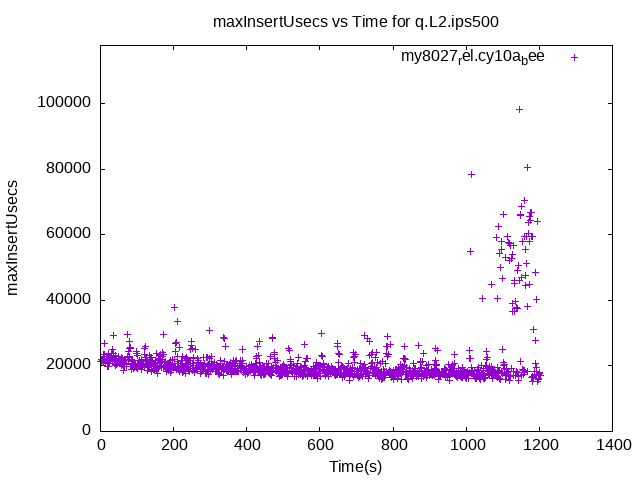 maxInsertUsecs vs Time for q.L2.ips500
my8027rel.cy10abee
100000
80000
60000
40000
20000
0
maxInsertUsecs
0 200 400 600 800 1000 1200 1400
Time(s)